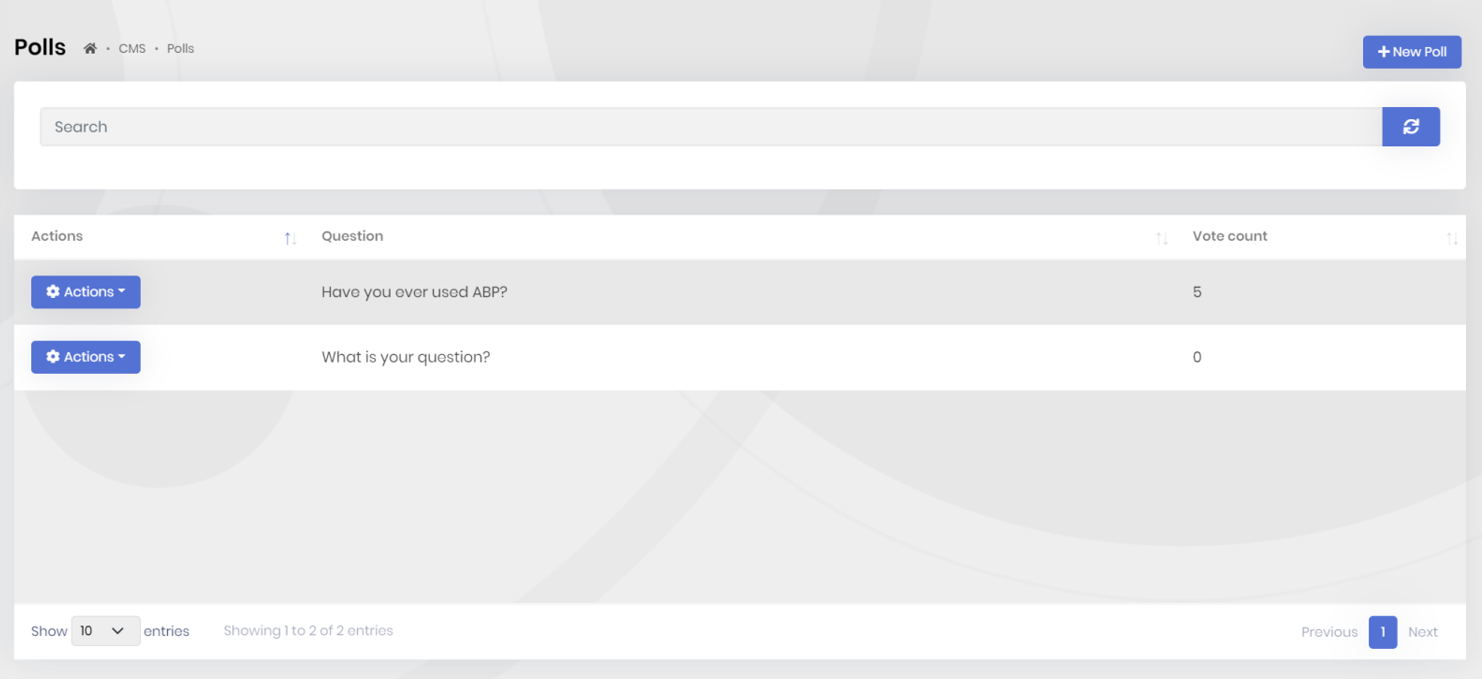 Polls CMS • Polls
New Poll
Search
Actions Question Vote count
Actions Have you ever used ABP? 5
Actions What is your question? 0
Show 10 entries Showing 1 to 2 of 2 entries Previous 1 Next